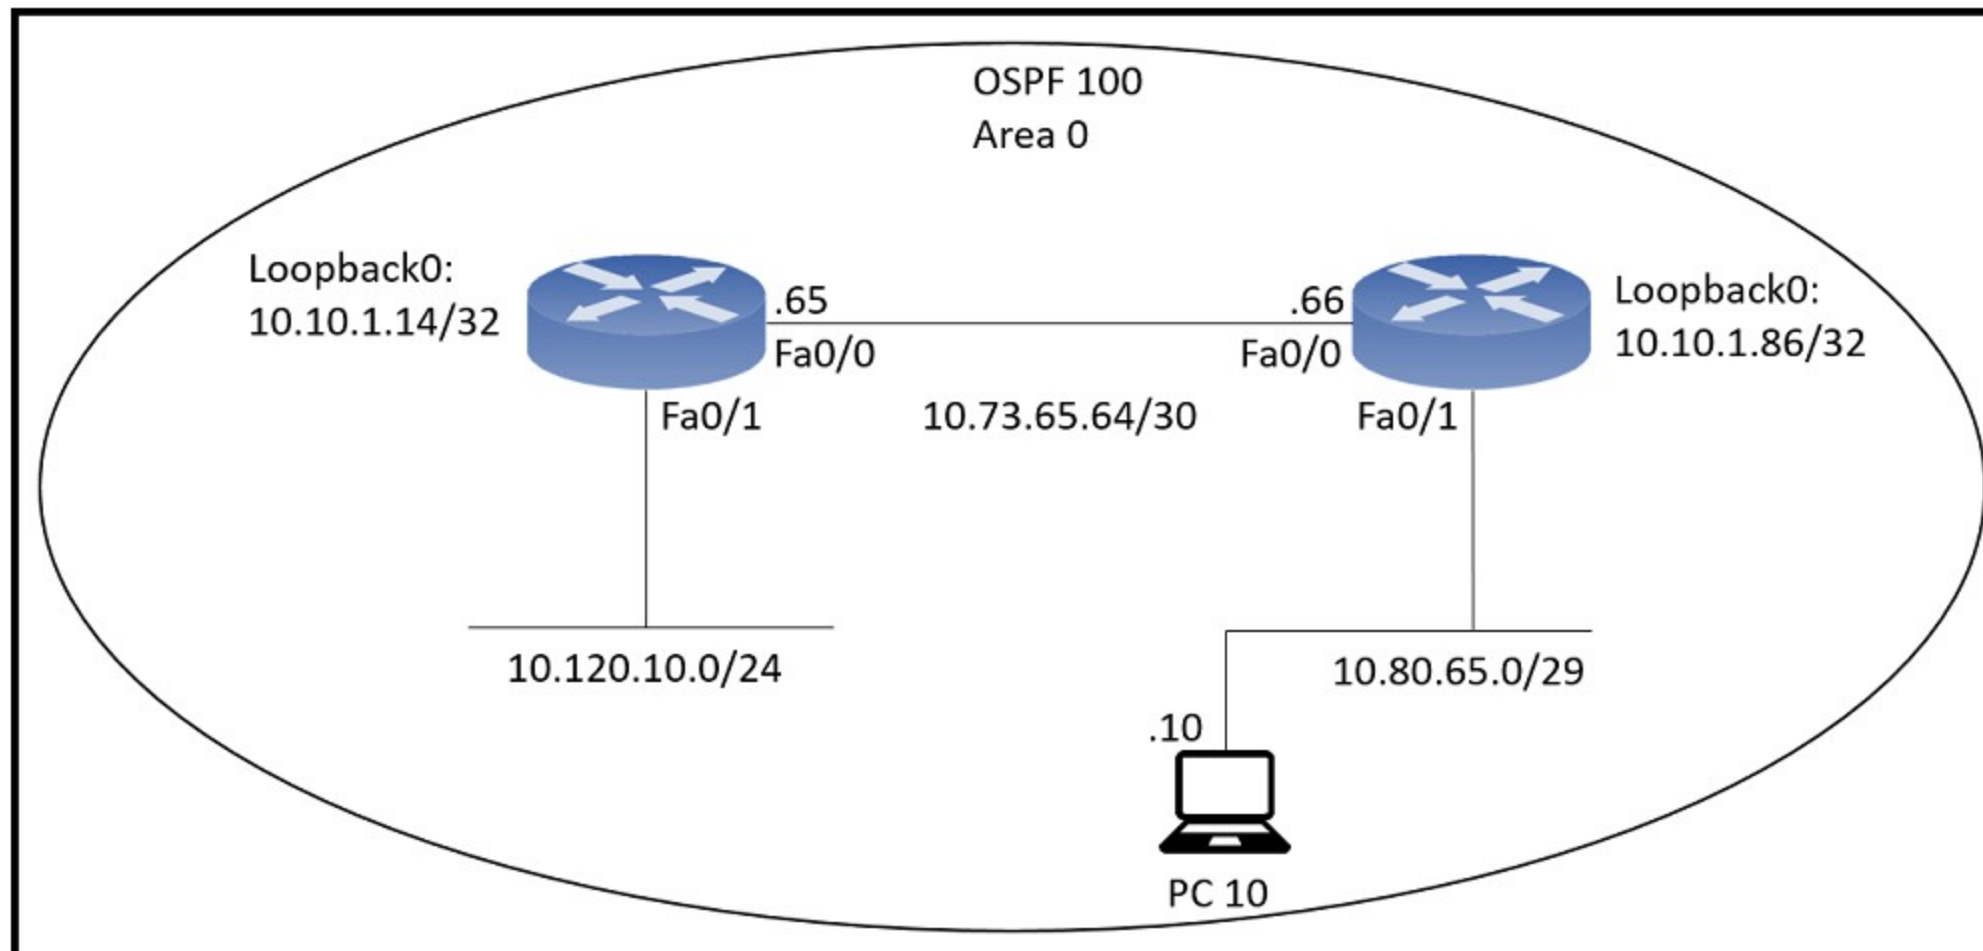 OSPF 100
Area 0
Loopback0:
10.10.1.14/32
.65
Fa0/0
Fa0/1
.66
Fa0/0
10.73.65.64/30
Fa0/1
Loopback0:
10.10.1.86/32
10.120.10.0/24
10.80.65.0/29
.10
PC 10